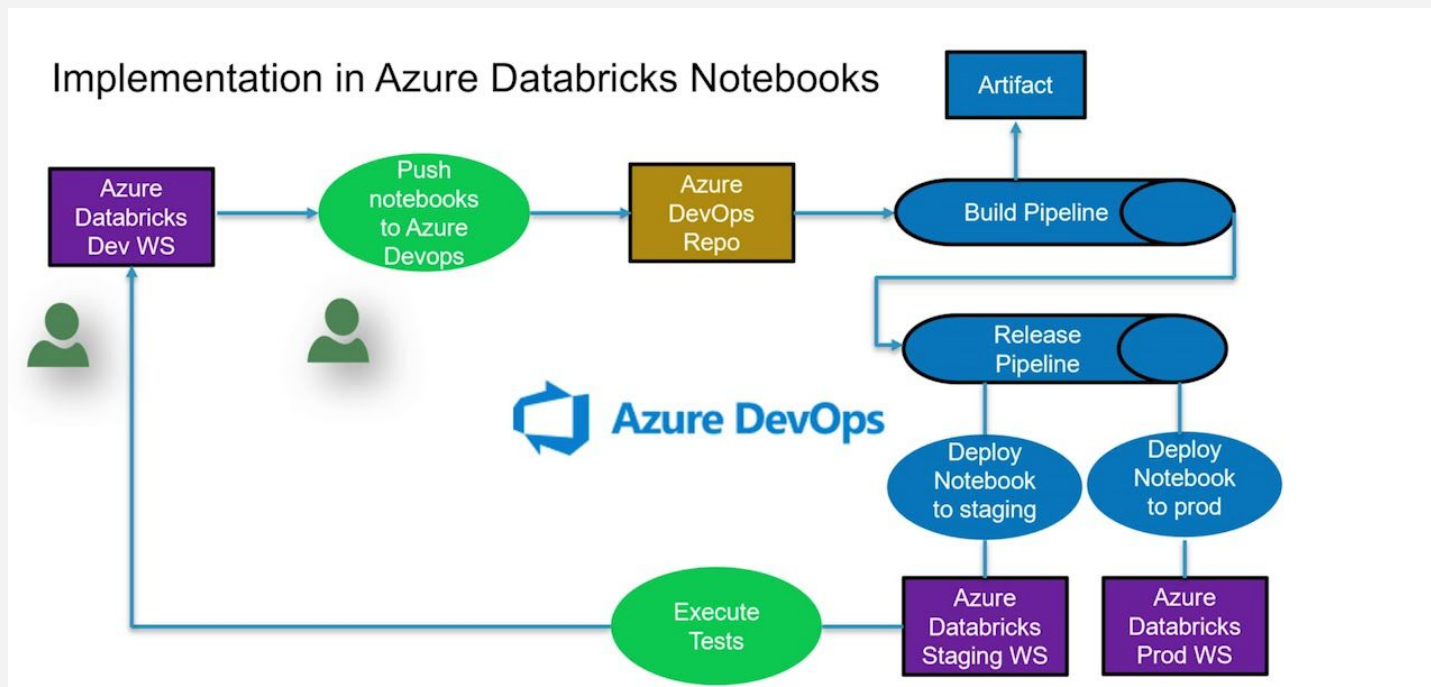 Implementation in Azure Databricks Notebooks
Artifact
Azure
Databricks
Dev WS
Push
notebooks
to Azure
Devops
Azure
DevOps
Repo
Build Pipeline
Release
Pipeline
Azure DevOps
Deploy
Notebook
to staging
Deploy
Notebook
to prod
Execute
Tests
Azure
Databricks
Staging WS
Azure
Databricks
Prod WS